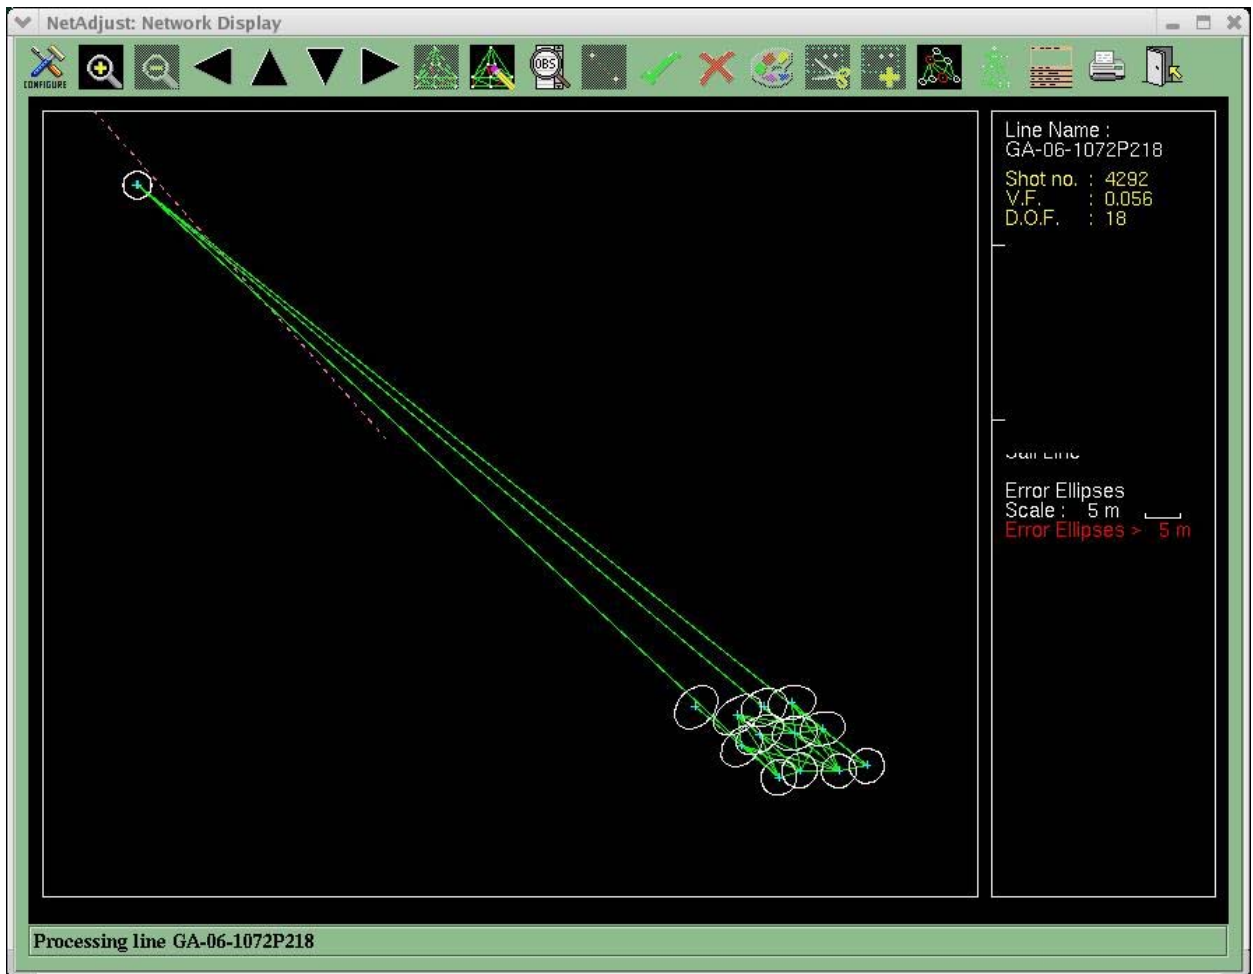 NetAdjust: Network Display
CONFIGURE
OBS
Line Name :
GA-06-1072P218
Shot no. : 4292
V.F. : 0.056
D.O.F. : 18
Error Ellipses
Scale : 5 m
Error Ellipses > 5 m
Processing line GA-06-1072P218